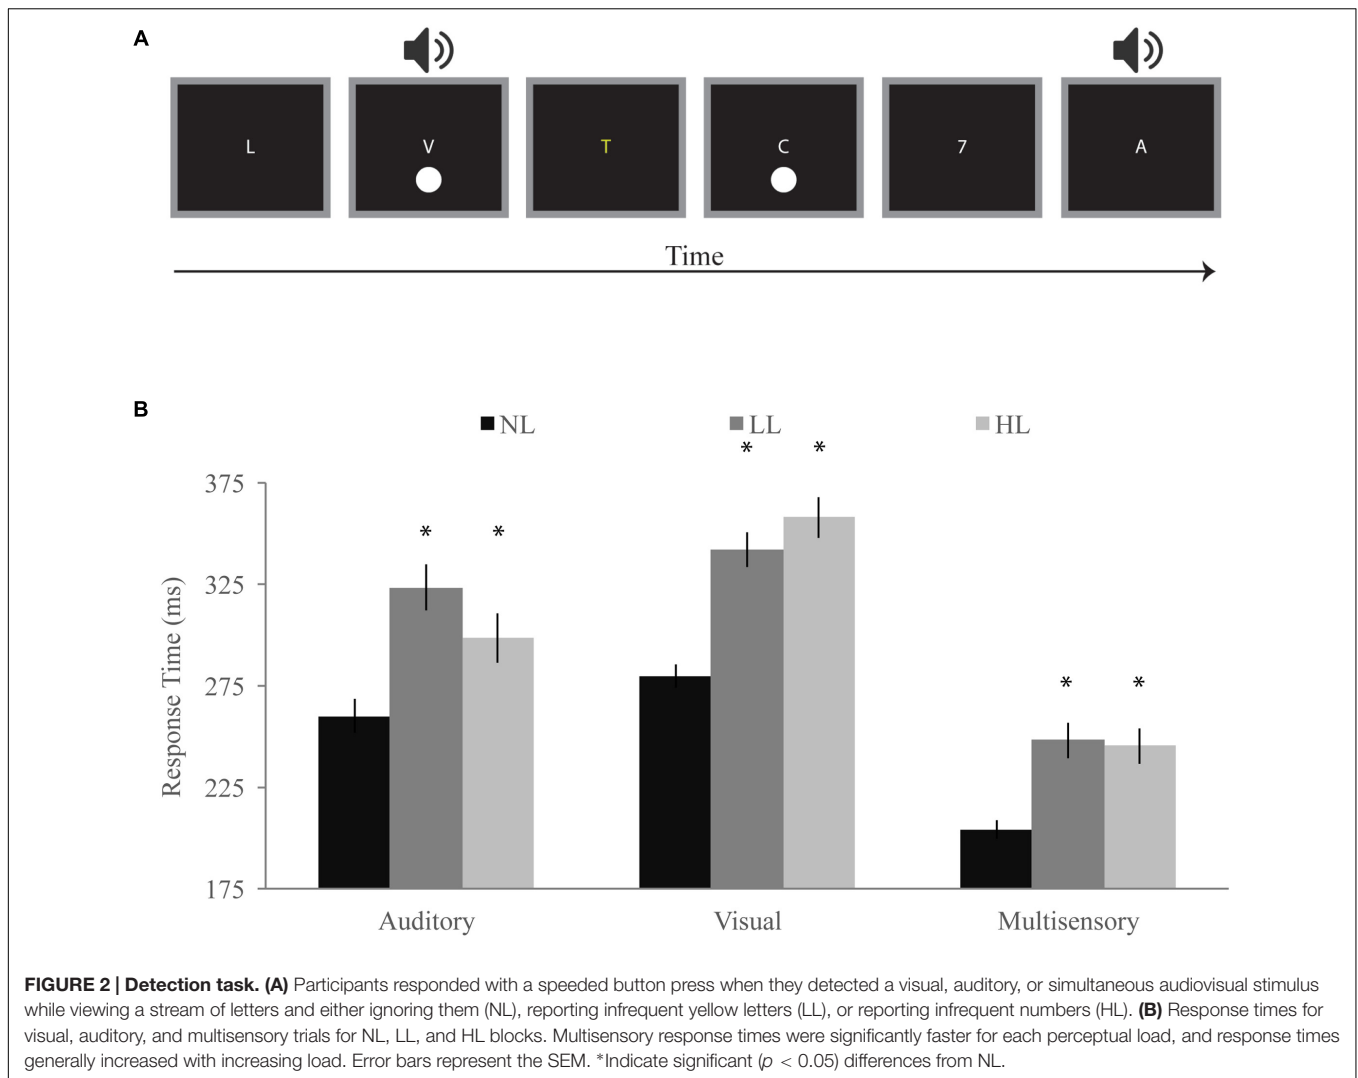 A
L
V
T
C
7
A
Time
B
NL LL HL
* *
375
* *
325
* *
275
225
175
Response Time (ms)
Auditory Visual Multisensory
FIGURE 2 | Detection task. (A) Participants responded with a speeded button press when they detected a visual, auditory, or simultaneous audiovisual stimulus
while viewing a stream of letters and either ignoring them (NL), reporting infrequent yellow letters (LL), or reporting infrequent numbers (HL). (B) Response times for
visual, auditory, and multisensory trials for NL, LL, and HL blocks. Multisensory response times were significantly faster for each perceptual load, and response times
generally increased with increasing load. Error bars represent the SEM. *Indicate significant (p < 0.05) differences from NL.